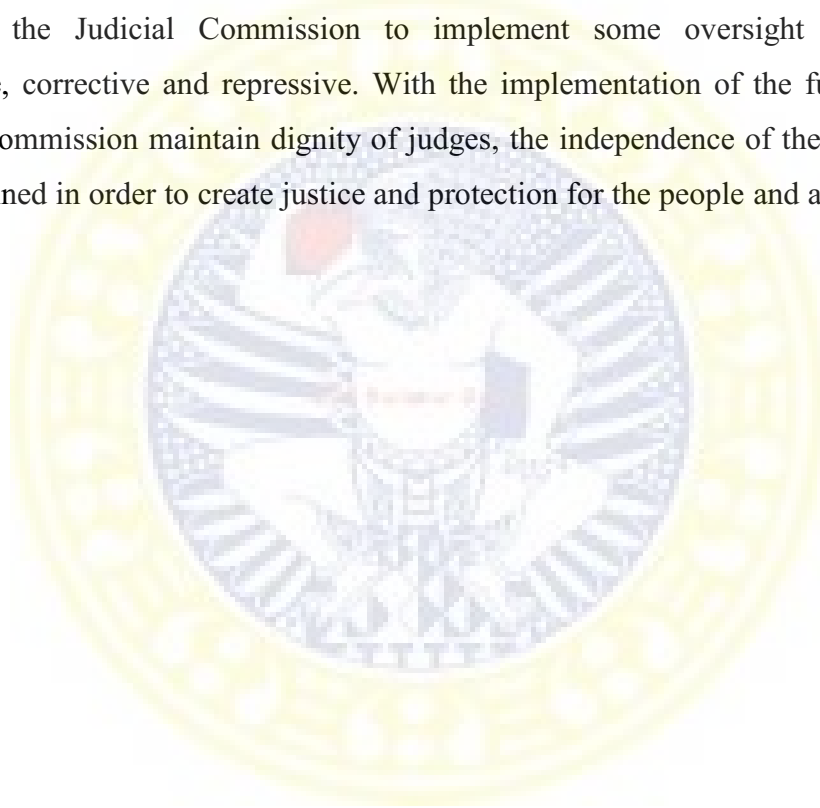 the Judicial Commission to implement some oversight
, corrective and repressive. With the implementation of the
ommission maintain dignity of judges, the independence of the
ned in order to create justice and protection for the people and